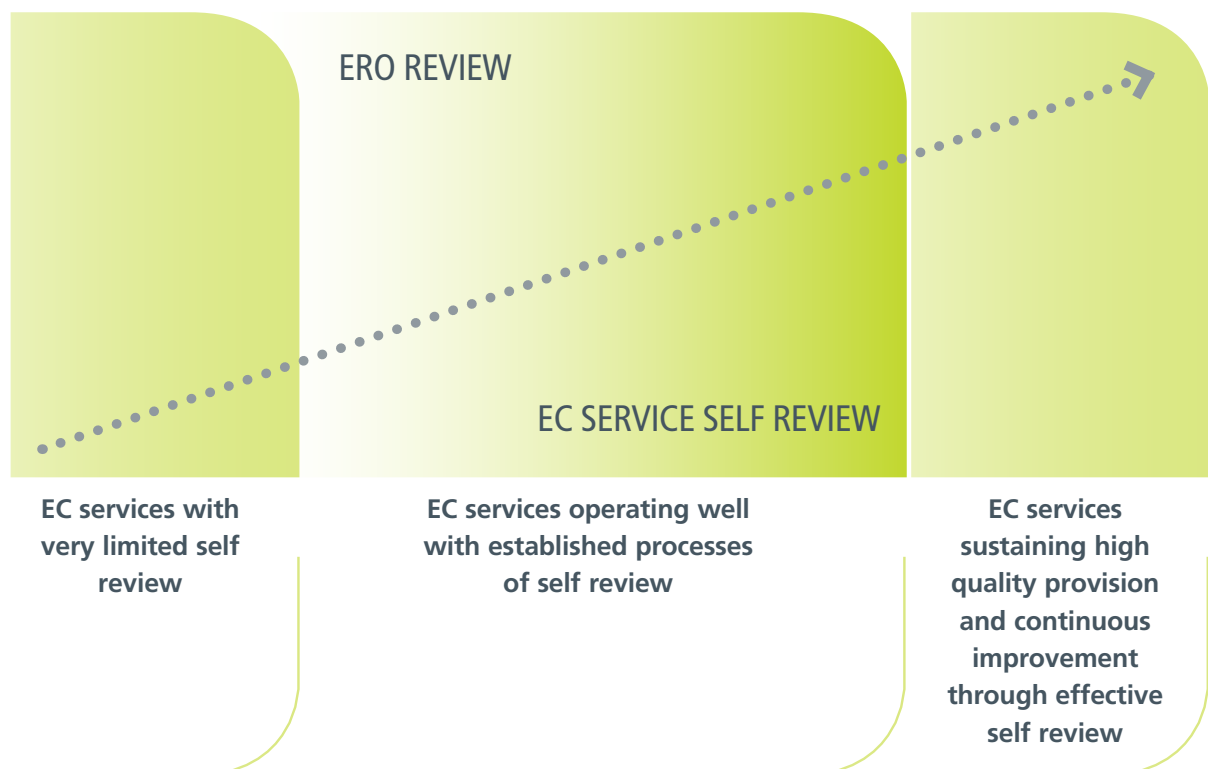 ERO REVIEW
EC SERVICE SELF REVIEW
EC services with
very limited self
review
EC services operating well
with established processes
of self review
EC services
sustaining high
quality provision
and continuous
improvement
through effective
self review